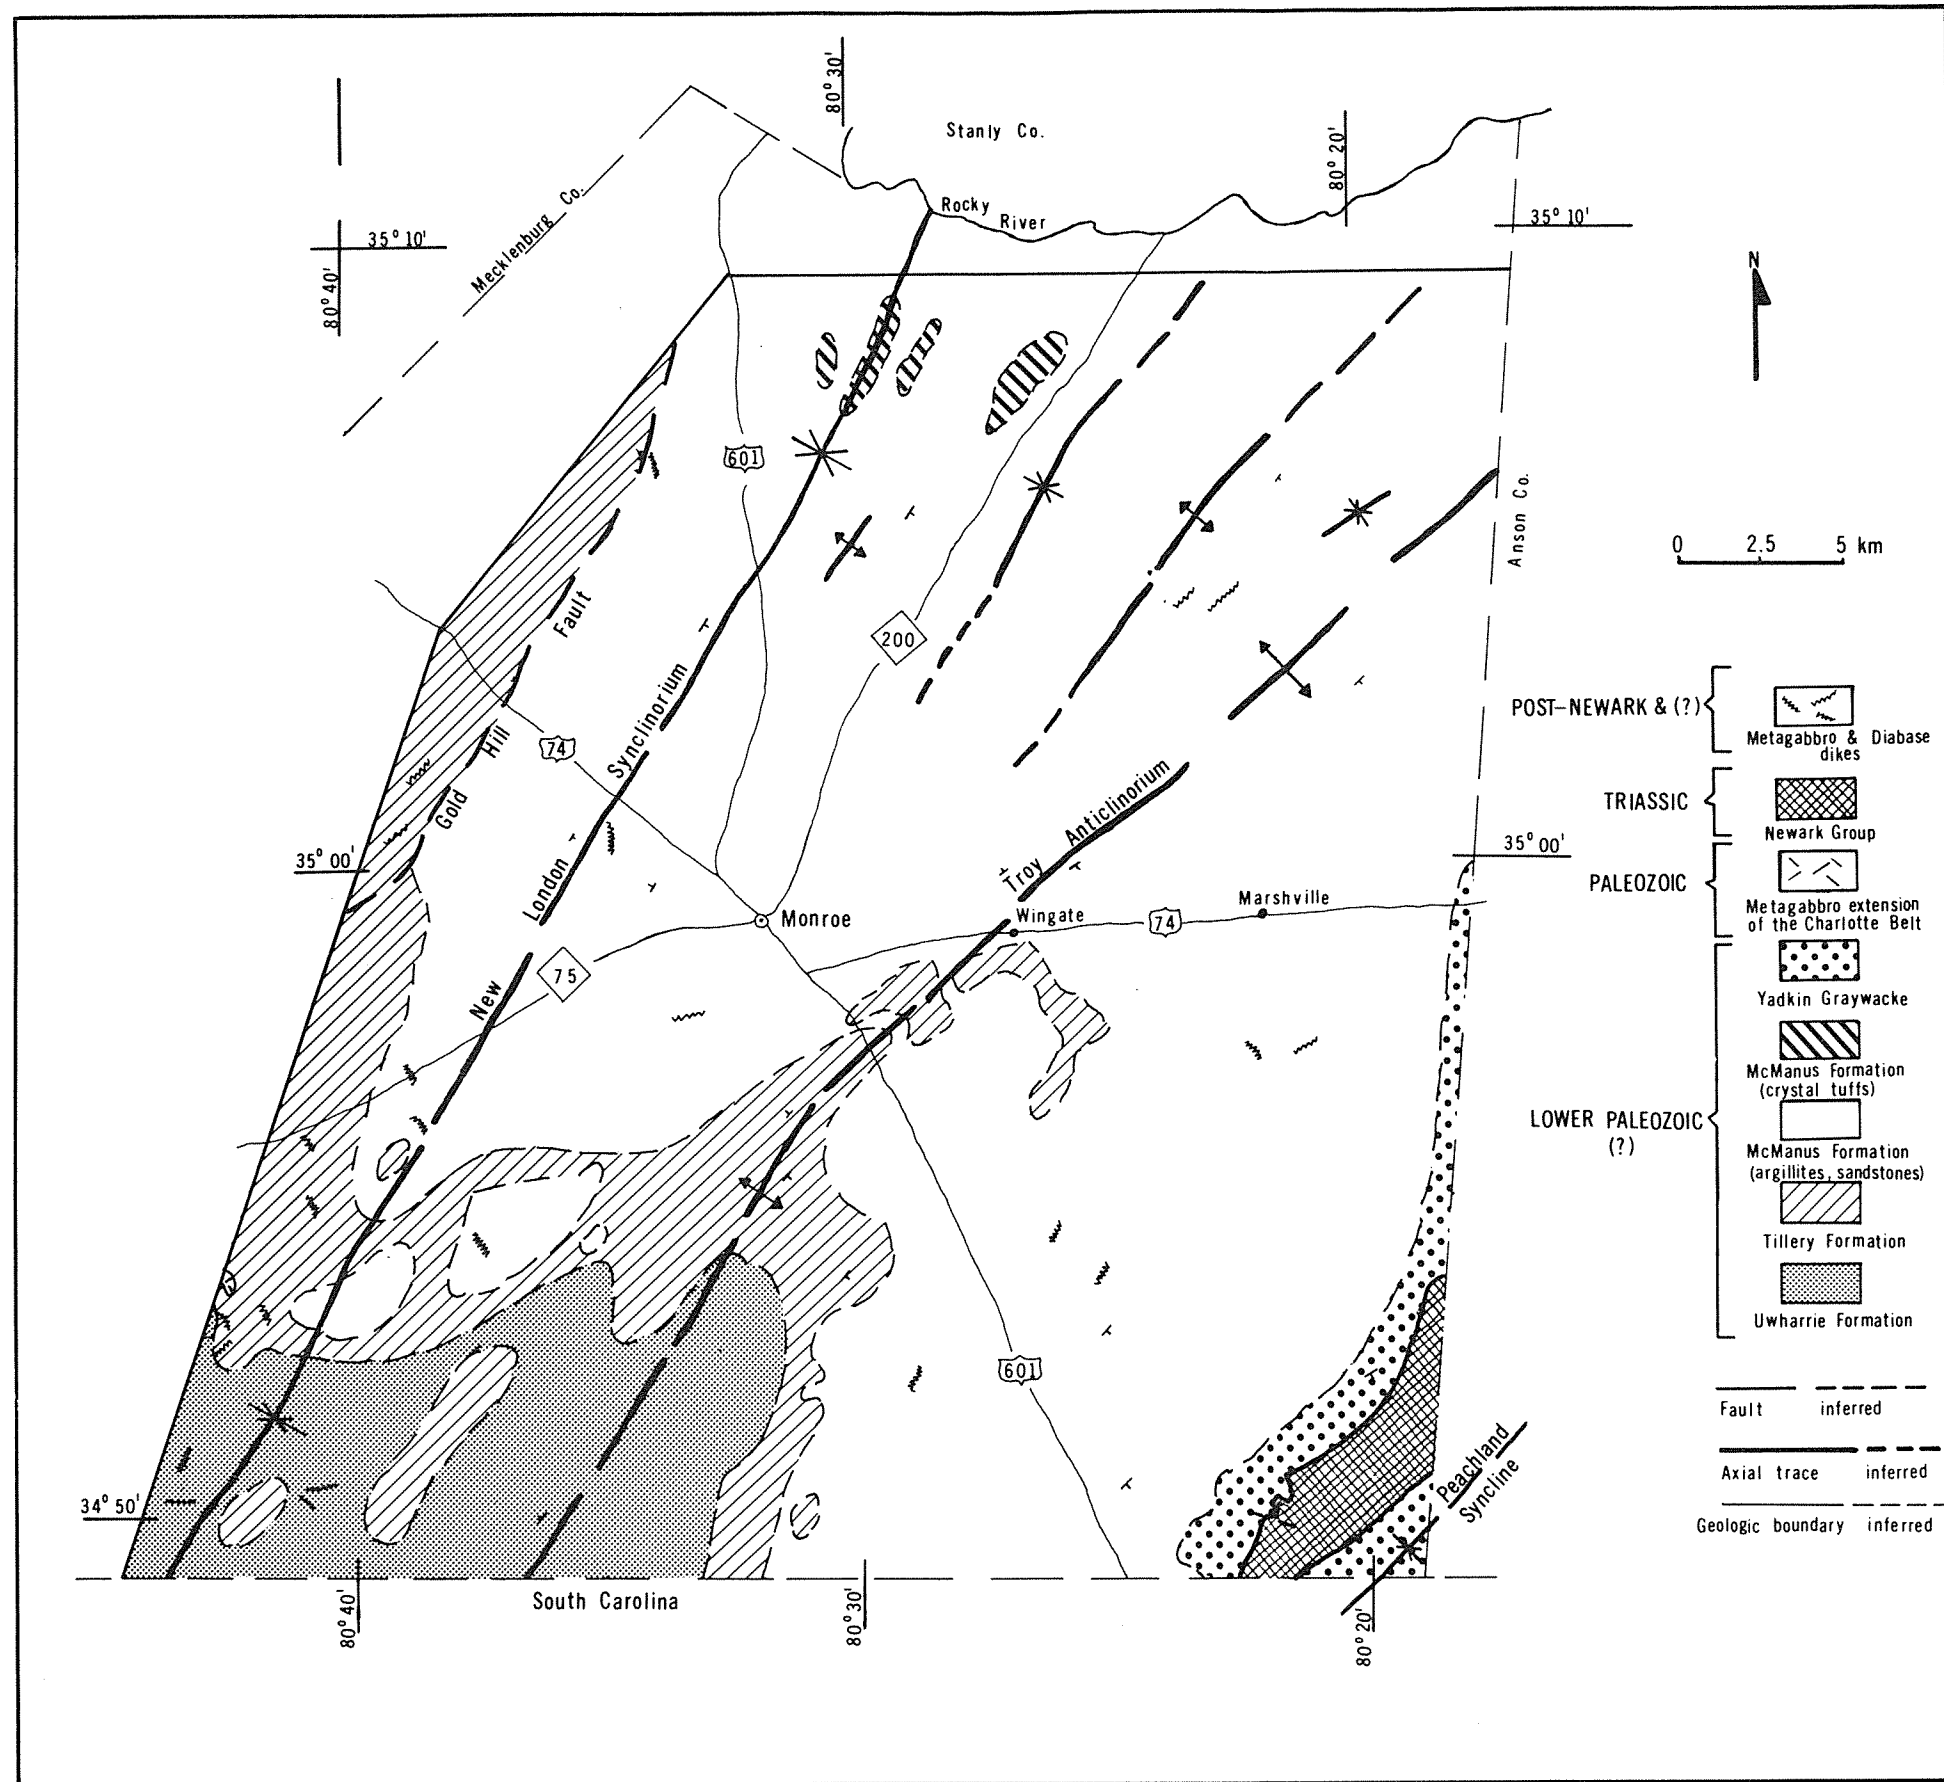 80° 30'
Stanly Co.
80° 20'
Mecklenburg Co.
Rocky
River
35° 10'
35° 10'
80° 40'
N
601
Anson Co.
0 2.5 5 km
Fault
200
Synclinorium
Hill
74
Gold
Anticlinorium
35° 00'
35° 00'
London
Troy
Monroe
Wingate
74
Marshville
New
75
POST-NEWARK & (?)
Metagabbro & Diabase
dikes
TRIASSIC
Newark Group
PALEOZOIC
Metagabbro extension
of the Charlotte Belt
Yadkin Graywacke
McManus Formation
(crystal tuffs)
LOWER PALEOZOIC
(?)
McManus Formation
(argillites, sandstones)
Tillery Formation
Uwharrie Formation
601
Fault inferred
Axial trace inferred
Geologic boundary inferred
Peachland
Syncline
34° 50'
South Carolina
80° 40'
80° 30'
80° 20'